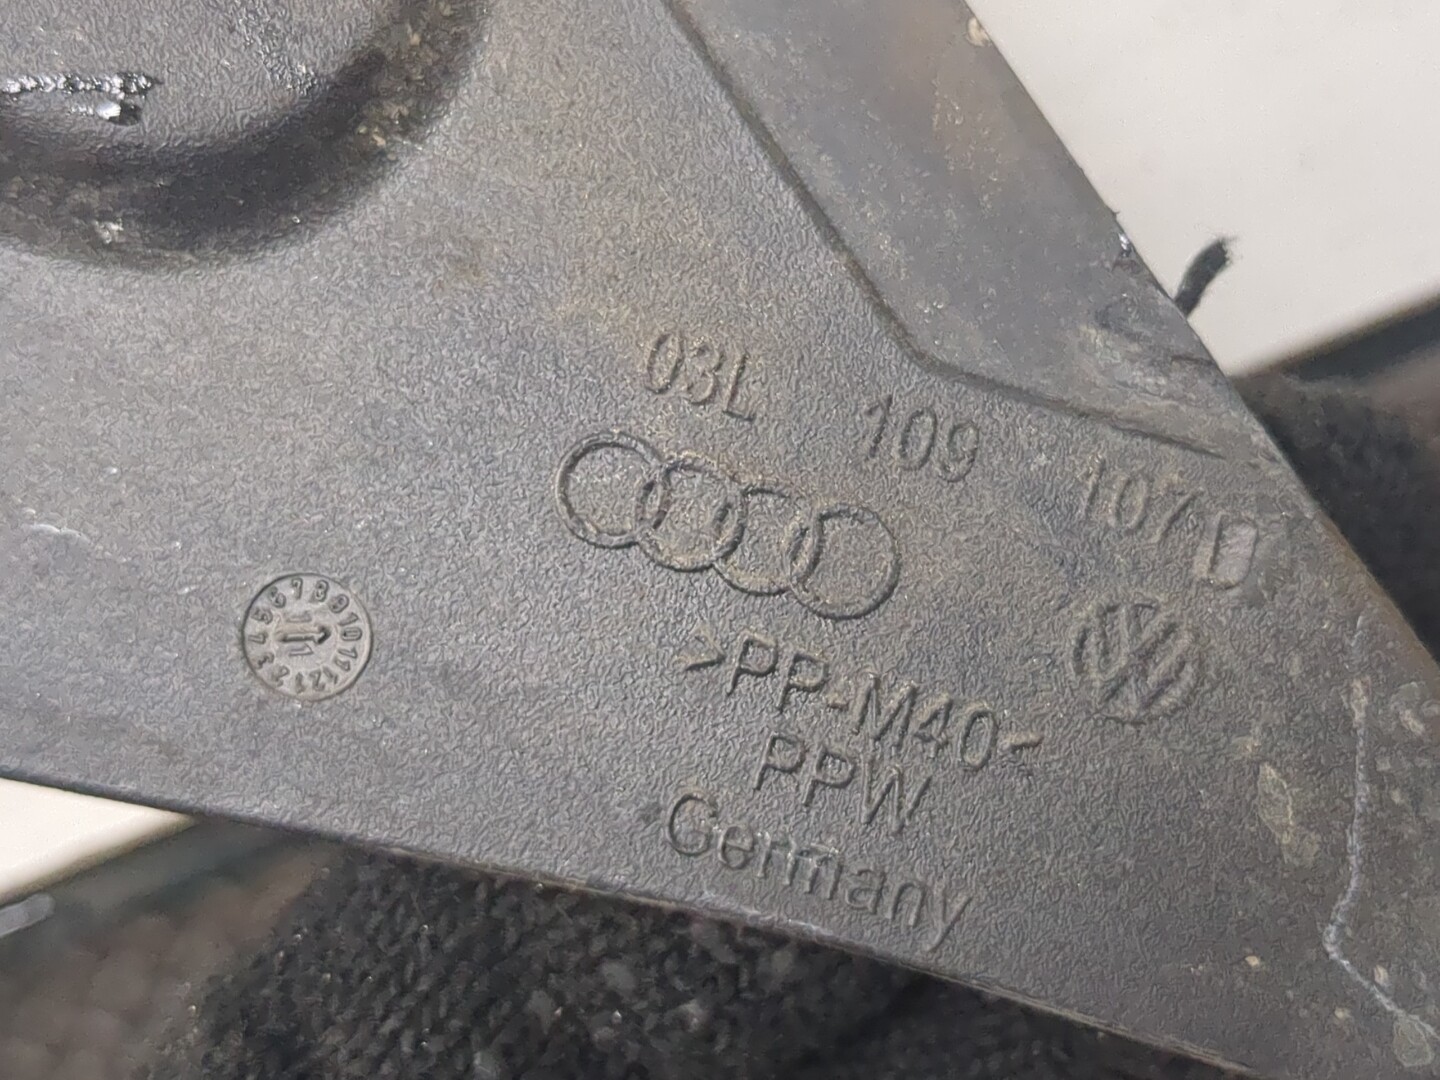 03L 109 107 D
>PP-M40<
PPW
Germany